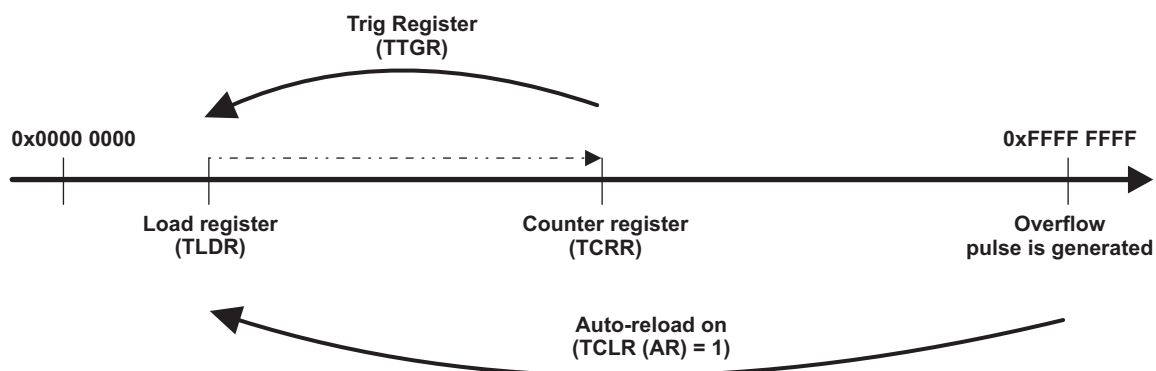 Trig Register
(TTGR)
0x0000 0000
0xFFFF FFFF
Load register
(TLDR)
Counter register
(TCRR)
Overflow
pulse is generated
Auto-reload on
(TCLR (AR) = 1)